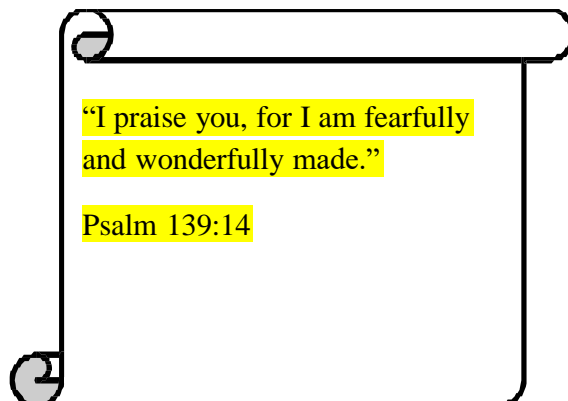 “I praise you, for I am fearfully
and wonderfully made.”
Psalm 139:14